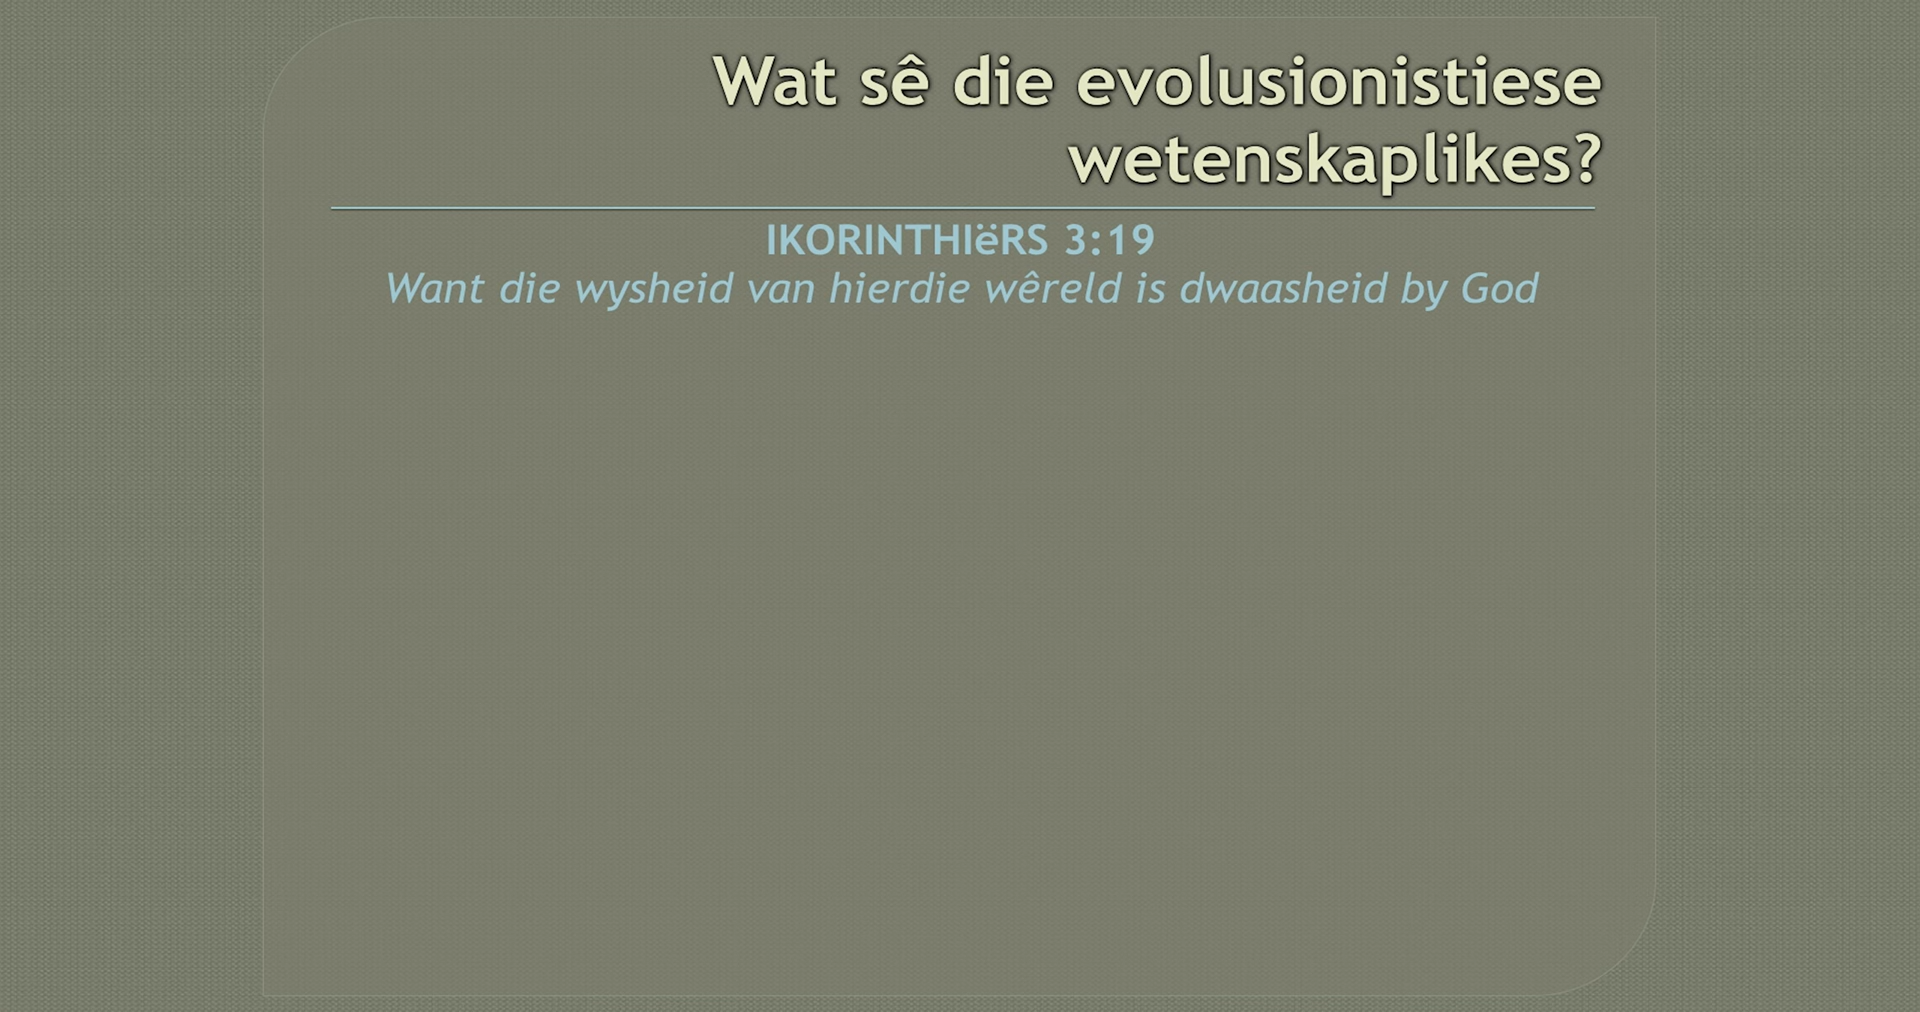 Wat sê die evolusionistiese
wetenskaplikes?
IKORINTHIëRS 3:19
Want die wysheid van hierdie wêreld is dwaasheid by God